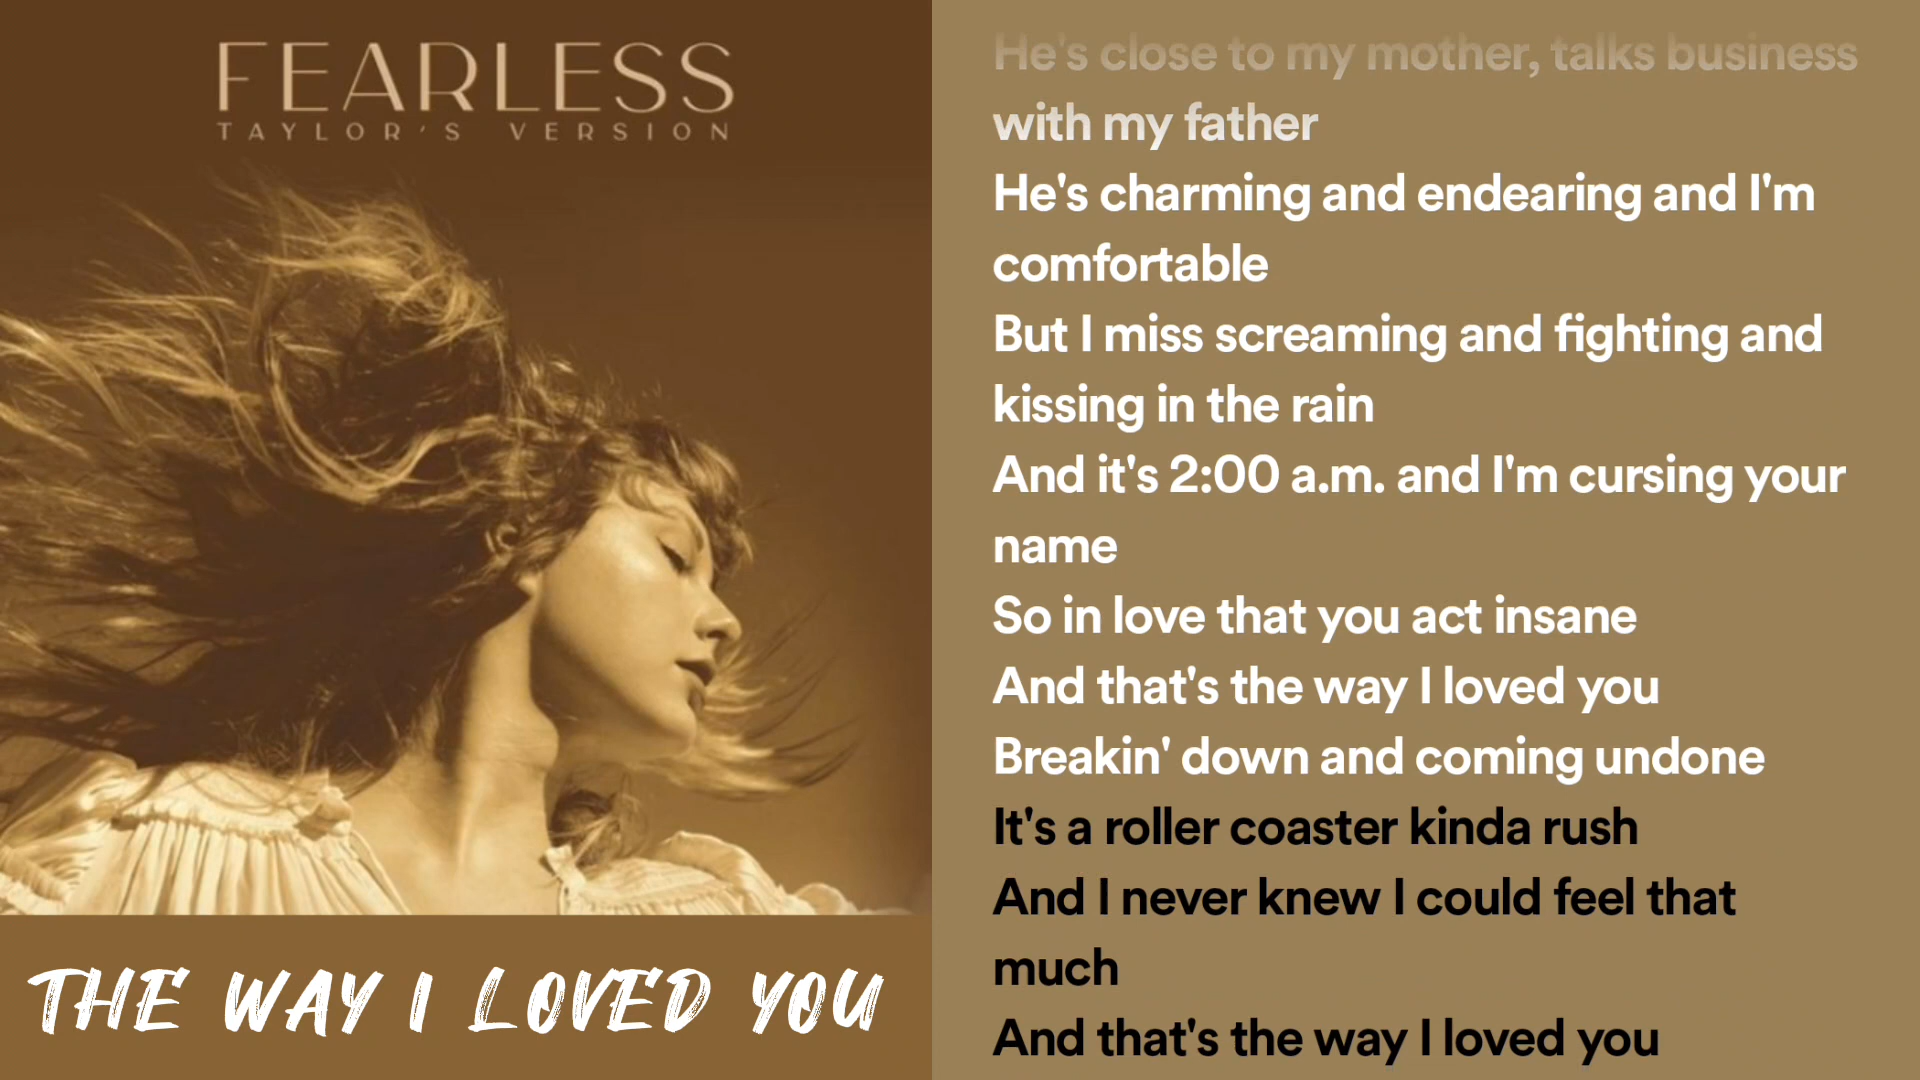 FEARLESS
TAYLOR'S VERSION
THE WAY I LOVED YOU
He's close to my mother, talks business
with my father
He's charming and endearing and I'm
comfortable
But I miss screaming and fighting and
kissing in the rain
And it's 2:00 a.m. and I'm cursing your
name
So in love that you act insane
And that's the way I loved you
Breakin' down and coming undone
It's a roller coaster kinda rush
And I never knew I could feel that
much
And that's the way I loved you